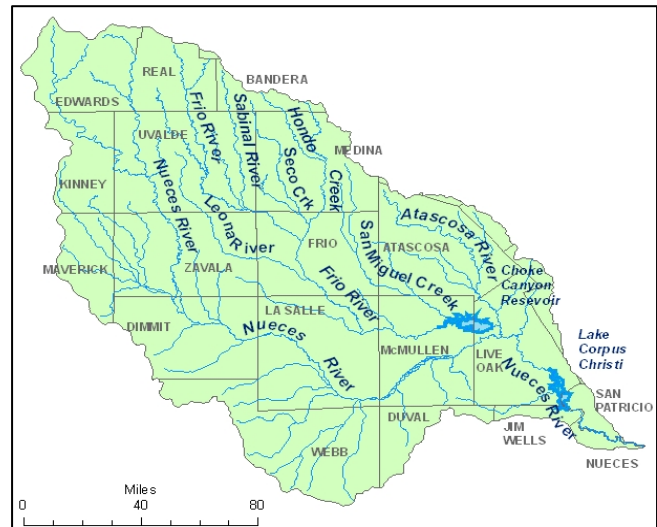 REAL
BANDERA
EDWARDS
UVALDE
Frio River
Sabinal River
Hondo
Creek
Seco Crk
MEDINA
KINNEY
Nueces River
Leona River
San Miguel Creek
Atascosa River
FRIO
ATASCOSA
MAVERICK
ZAVALA
Frio River
Choke
Canyon
Resevoir
DIMMIT
LA SALLE
Nueces
River
McMULLEN
LIVE
OAK
Lake
Corpus
Christi
Nueces River
SAN
PATRICIO
DUVAL
JIM
WELLS
WEBB
NUECES
Miles
0 40 80